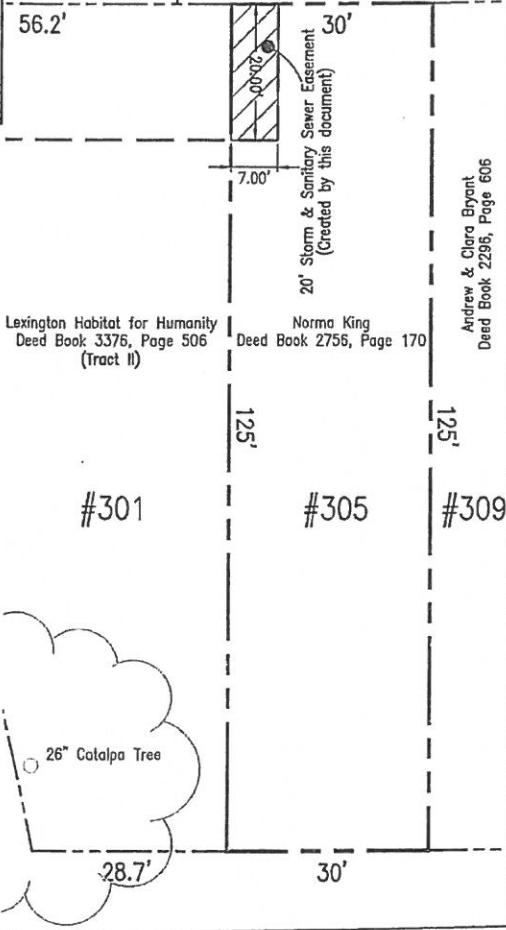 56.2'
30'
20.00'
7.00'
20' Storm & Sanitary Sewer Easement
(Created by this document)
Andrew & Clara Bryant
Deed Book 2296, Page 606
Lexington Habitat for Humanity
Deed Book 3376, Page 506
(Tract II)
Norma King
Deed Book 2756, Page 170
125'
125'
#301
#305
#309
26" Catalpa Tree
28.7'
30'